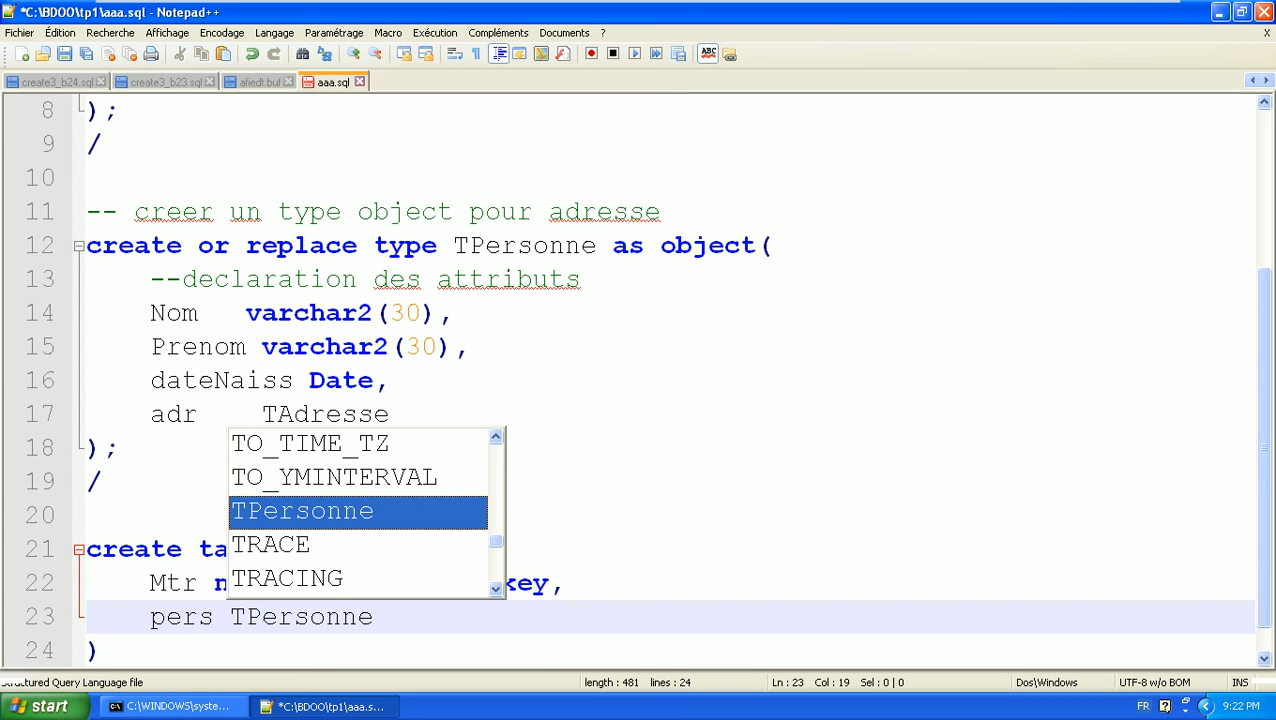 *C:\BDOO\tp1\aaa.sql - Notepad++
Fichier Édition Recherche Affichage Encodage Langage Paramétrage Macro Exécution Compléments Documents ? X
create3_b24.sql create3_b23.sql afiedt.buf aaa.sql
8 );
9 /
10
11 -- creer un type object pour adresse
12 create or replace type TPersonne as object(
13 --declaration des attributs
14 Nom varchar2(30),
15 Prenom varchar2(30),
16 dateNaiss Date,
17 adr TAdresse
18 );
19 /
20
21 create ta
22 Mtr key,
23 pers TPersonne
24 )
TO_TIME_TZ
TO_YMINTERVAL
TPersonne
TRACE
TRACING
Structured Query Language file length : 481 lines : 24 Ln : 23 Col : 19 Sel : 0 | 0 Dos\Windows UTF-8 w/o BOM INS
start C:\WINDOWS\syste... *C:\BDOO\tp1\aaa.s... FR 9:22 PM